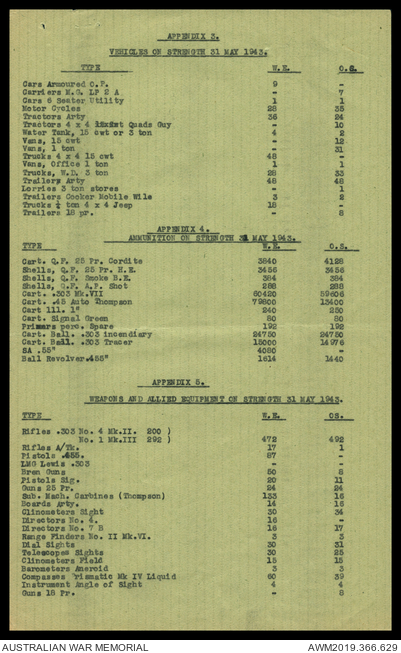 APPENDIX 3.
VEHICLES ON STRENGTH 31 MAY 1943.
TYPE W.E. O.S.
Cars Armoured O.P. 9 -
Carriers M.G. LP 2 A - 7
Cars 5 Seater Utility 1 1
Motor Cycles 28 35
Tractors Arty 36 24
Tractors 4 x 4 Quads Guy - 10
Water Tank, 15 cwt or 3 ton 4 2
Vans, 15 cwt - 12
Vans, 1 ton - 31
Trucks 4 x 4 15 cwt 48 -
Vans, Office 1 ton 1 1
Trucks, W.D. 3 ton 28 33
Trailers Arty 48 48
Lorries 3 ton stores - 1
Trailers Cooker Mobile Wile 3 2
Trucks ¼ ton 4 x 4 Jeep 18 -
Trailers 18 pr. - 8
APPENDIX 4.
AMMUNITION ON STRENGTH 31 MAY 1943.
TYPE W.E. O.S.
Cart. Q.F. 25 Pr. Cordite 3840 4128
Shells, Q.F. 25 Pr. H.E. 3456 3456
Shells, Q.F. Smoke B.E. 384 384
Shells, Q.F. A.P. Shot 288 288
Cart. .303 Mk.VII 60420 59606
Cart. .45 Auto Thompson 79800 13400
Cart ill. 1" 240 250
Cart. Signal Green 80 80
Primers perc. Spare 192 192
Cart. Ball. .303 incendiary 24750 24750
Cart. Ball. .303 Tracer 15000 14976
SA .55" 4080 -
Ball Revolver .455" 1614 1440
APPENDIX 5.
WEAPONS AND ALLIED EQUIPMENT ON STRENGTH 31 MAY 1943.
TYPE W.E. OS.
Rifles .303 No. 4 Mk.II. 200 )
No. 1 Mk.III 292 ) 472 492
Rifles A/Tk. 17 1
Pistols .455. 87 -
LMG Lewis .303 - -
Bren Guns 50 8
Pistols Sig. 20 11
Guns 25 Pr. 24 24
Sub. Mach. Carbines (Thompson) 133 16
Boards Arty. 14 16
Clinometers Sight 30 34
Directors No. 4. 16 -
Directors No. 7 B 16 17
Range Finders No. II Mk.VI. 3 3
Dial Sights 30 31
Telescopes Sights 30 25
Clinometers Field 15 15
Barometers Aneroid 3 3
Compasses Prismatic Mk IV Liquid 60 39
Instrument Angle of Sight 4 4
Guns 18 Pr. - 8
AUSTRALIAN WAR MEMORIAL AWM2019.366.629